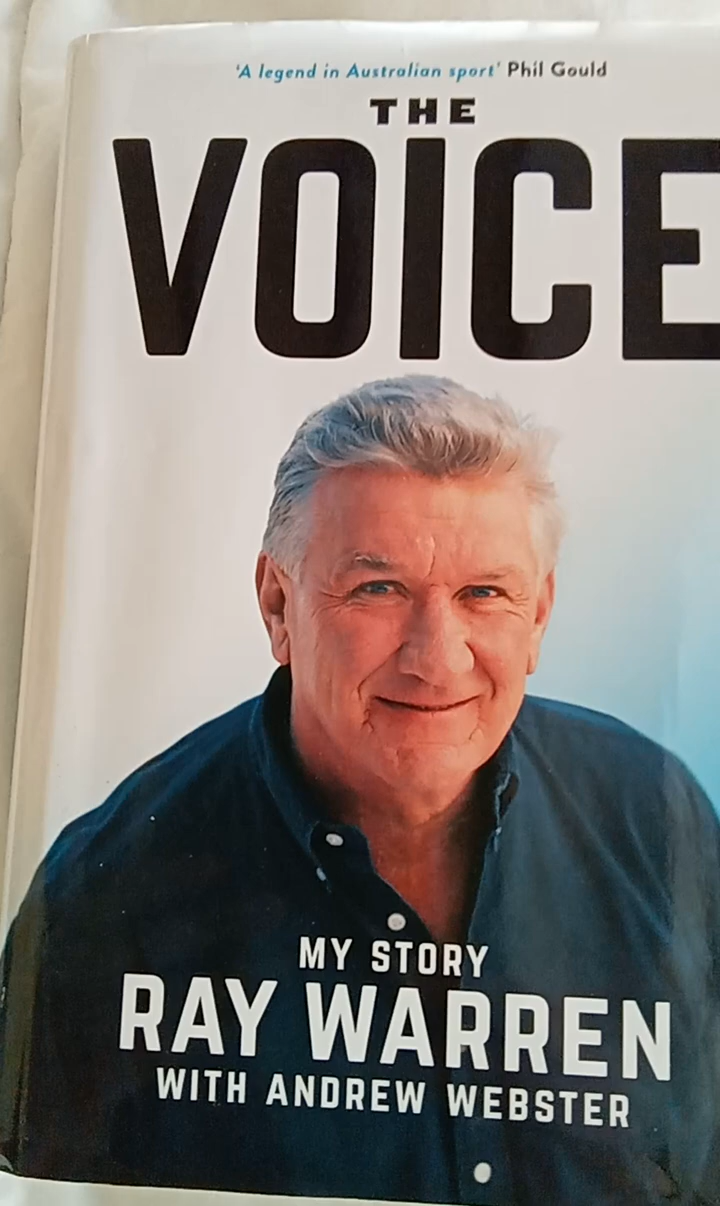 'A legend in Australian sport' Phil Gould
THE
VOICE
MY STORY
RAY WARREN
WITH ANDREW WEBSTER